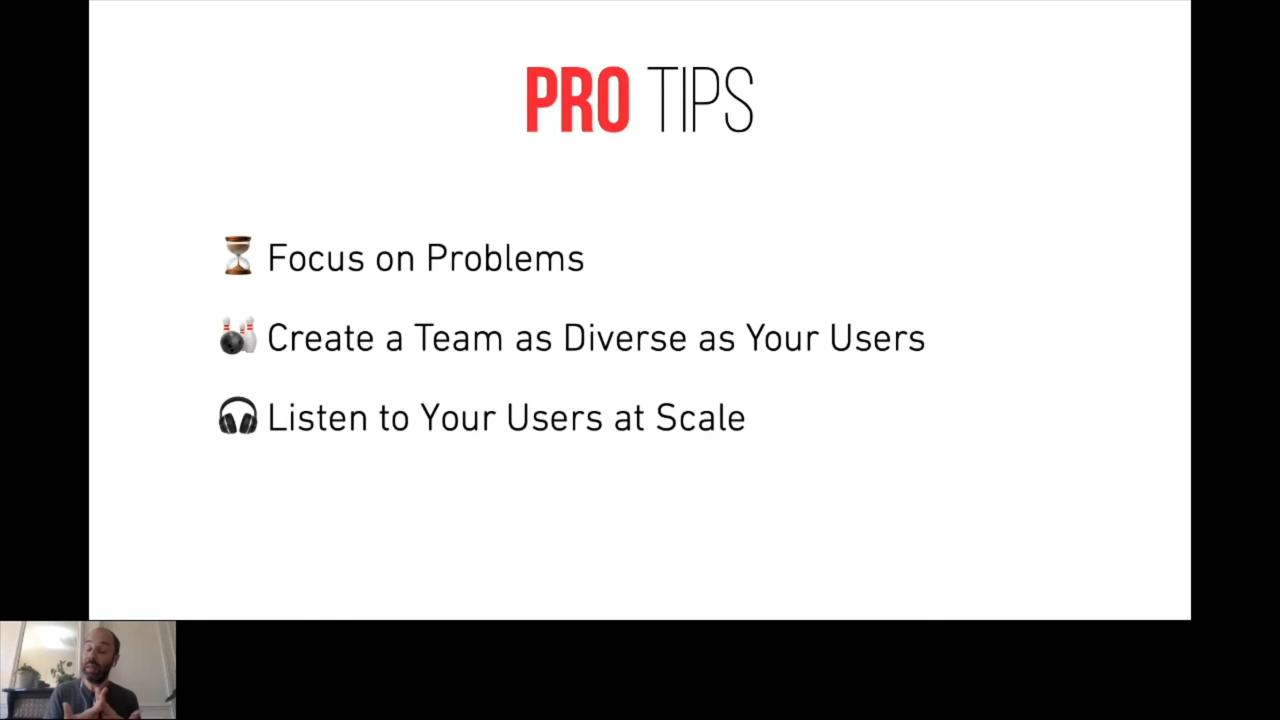 PRO TIPS
Focus on Problems
Create a Team as Diverse as Your Users
Listen to Your Users at Scale